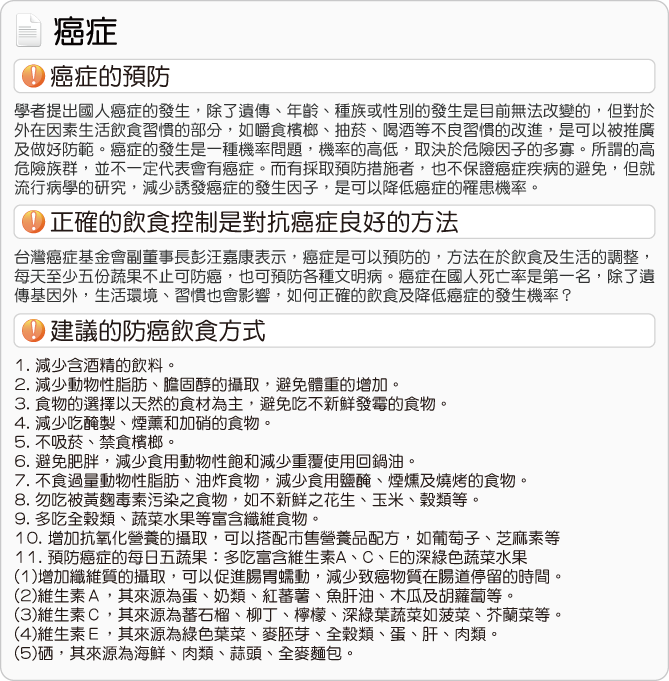 癌症
癌症的預防
學者提出國人癌症的發生，除了遺傳、年齡、種族或性別的發生是目前無法改變的，但對於
外在因素生活飲食習慣的部分，如嚼食檳榔、抽菸、喝酒等不良習慣的改進，是可以被推廣
及做好防範。癌症的發生是一種機率問題，機率的高低，取決於危險因子的多寡。所謂的高
危險族群，並不一定代表會有癌症。而有採取預防措施者，也不保證癌症疾病的避免，但就
流行病學的研究，減少誘發癌症的發生因子，是可以降低癌症的罹患機率。
正確的飲食控制是對抗癌症良好的方法
台灣癌症基金會副董事長彭汪嘉康表示，癌症是可以預防的，方法在於飲食及生活的調整，
每天至少五份蔬果不止可防癌，也可預防各種文明病。癌症在國人死亡率是第一名，除了遺
傳基因外，生活環境、習慣也會影響，如何正確的飲食及降低癌症的發生機率？
建議的防癌飲食方式
1. 減少含酒精的飲料。
2. 減少動物性脂肪、膽固醇的攝取，避免體重的增加。
3. 食物的選擇以天然的食材為主，避免吃不新鮮發霉的食物。
4. 減少吃醃製、煙薰和加硝的食物。
5. 不吸菸、禁食檳榔。
6. 避免肥胖，減少食用動物性飽和減少重覆使用回鍋油。
7. 不食過量動物性脂肪、油炸食物，減少食用鹽醃、煙燻及燒烤的食物。
8. 勿吃被黃麴毒素污染之食物，如不新鮮之花生、玉米、穀類等。
9. 多吃全穀類、蔬菜水果等富含纖維食物。
10. 增加抗氧化營養的攝取，可以搭配市售營養品配方，如葡萄子、芝麻素等
11. 預防癌症的每日五蔬果：多吃富含維生素A、C、E的深綠色蔬菜水果
(1)增加纖維質的攝取，可以促進腸胃蠕動，減少致癌物質在腸道停留的時間。
(2)維生素Ａ，其來源為蛋、奶類、紅蕃薯、魚肝油、木瓜及胡蘿蔔等。
(3)維生素Ｃ，其來源為蕃石榴、柳丁、檸檬、深綠葉蔬菜如菠菜、芥蘭菜等。
(4)維生素Ｅ，其來源為綠色葉菜、麥胚芽、全穀類、蛋、肝、肉類。
(5)硒，其來源為海鮮、肉類、蒜頭、全麥麵包。